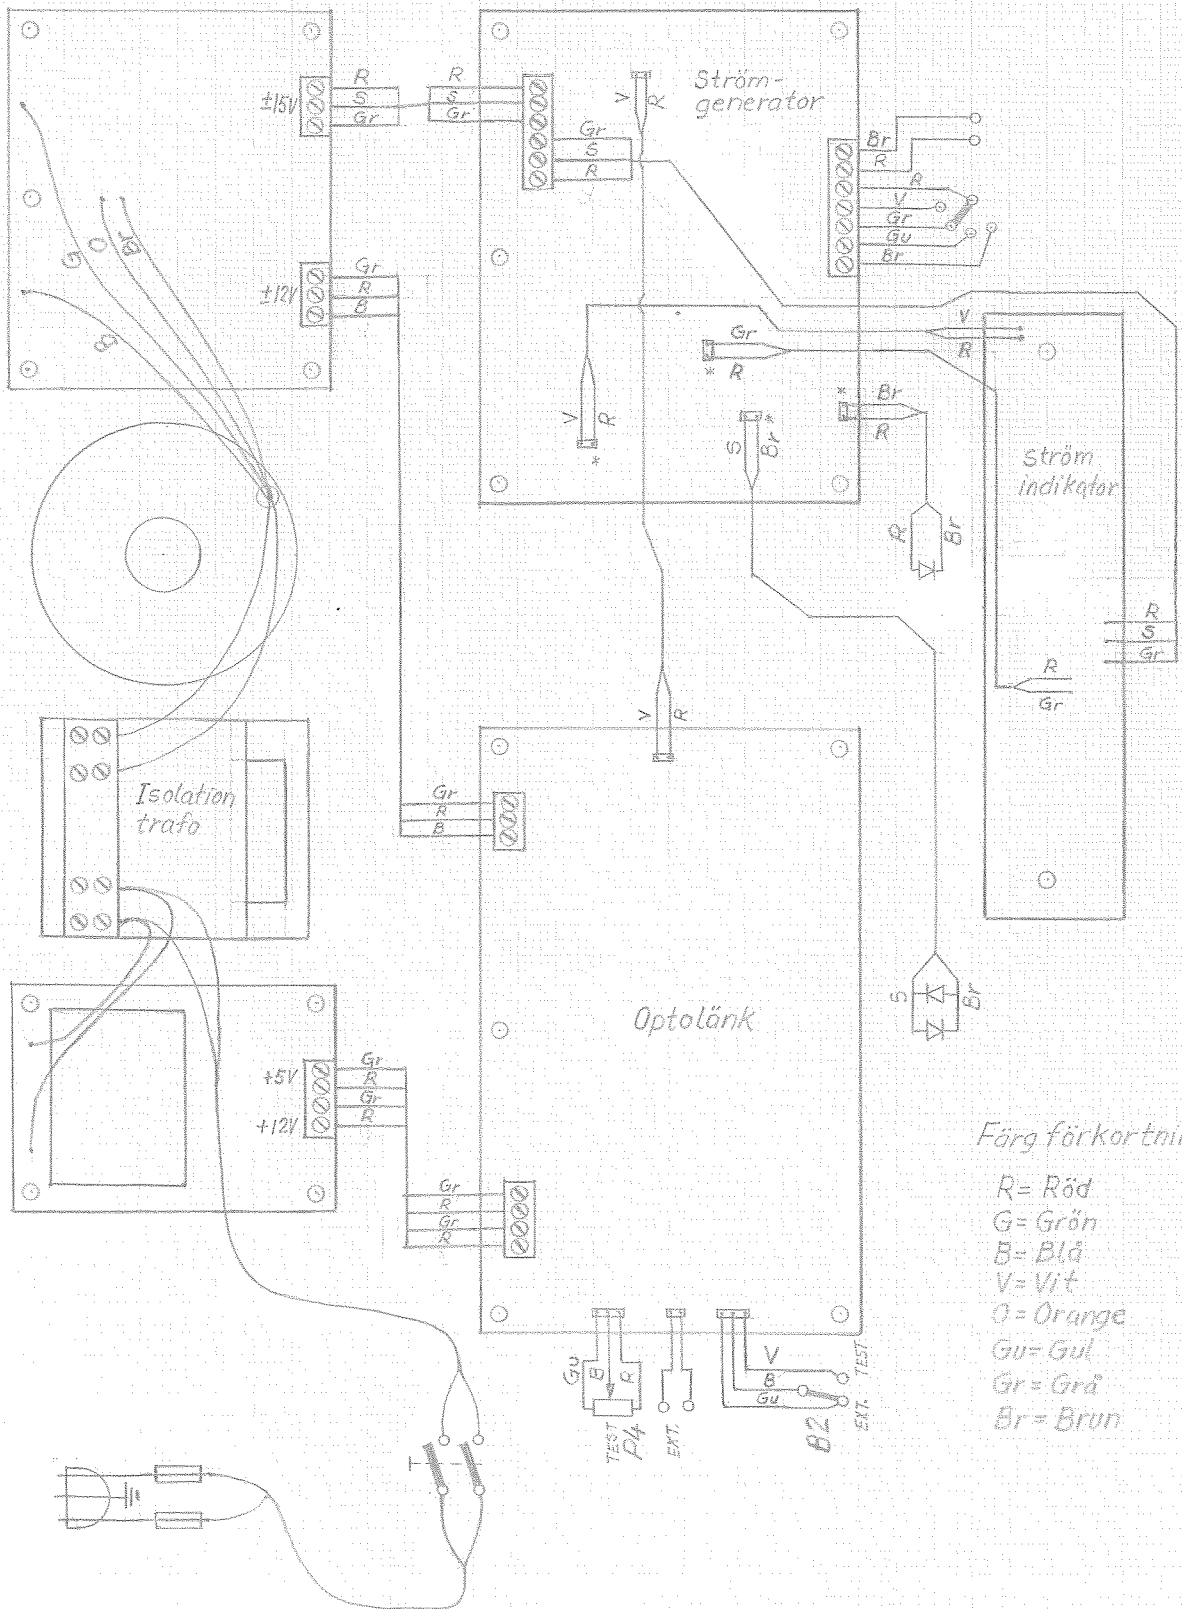 ±15V
R
S
Gr
R
S
Gr
V
R
Ström-
generator
Gr
S
R
Br
R
R
V
Gr
Gu
Br
G
O
Br
B
±12V
Gr
R
B
V
R
Gr
R
*
V
R
*
S
Br
*
*
Br
R
R
Br
Ström
indikator
R
S
Gr
R
Gr
V
R
Isolation
trafo
Gr
R
B
Optolänk
S
Br
+5V
+12V
Gr
R
Gr
R
Gr
R
Gr
R
Färg förkortni
R = Röd
G = Grön
B = Blå
V = Vit
O = Orange
Gu = Gul
Gr = Grå
Br = Brun
Gu
B
R
TEST
P4
EXT.
V
B
Gu
B2
EXT.
TEST